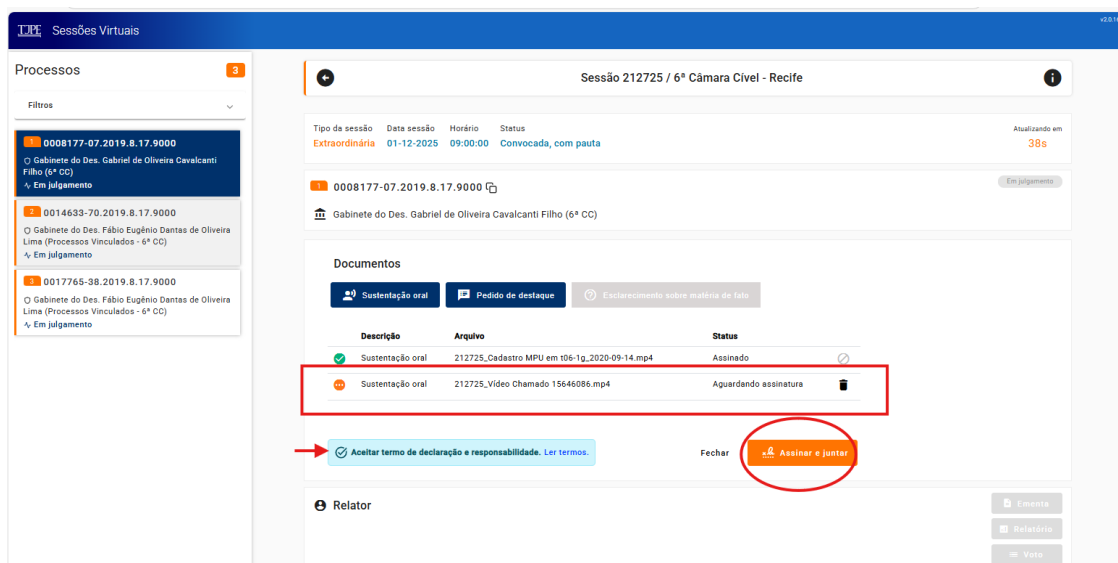 TJPE Sessões Virtuais
Processos 3
Filtros
1 0008177-07.2019.8.17.9000
Gabinete do Des. Gabriel de Oliveira Cavalcanti
Filho (6ª CC)
Em julgamento
2 0014633-70.2019.8.17.9000
Gabinete do Des. Fábio Eugênio Dantas de Oliveira
Lima (Processos Vinculados - 6ª CC)
Em julgamento
3 0017765-38.2019.8.17.9000
Gabinete do Des. Fábio Eugênio Dantas de Oliveira
Lima (Processos Vinculados - 6ª CC)
Em julgamento
Sessão 212725 / 6ª Câmara Cível - Recife
Tipo da sessão Data sessão Horário Status Atualizando em
Extraordinária 01-12-2025 09:00:00 Convocada, com pauta 38s
1 0008177-07.2019.8.17.9000 Em julgamento
Gabinete do Des. Gabriel de Oliveira Cavalcanti Filho (6ª CC)
Documentos
Sustentação oral Pedido de destaque Esclarecimento sobre matéria de fato
Descrição Arquivo Status
Sustentação oral 212725_Cadastro MPU em t06-1g_2020-09-14.mp4 Assinado
Sustentação oral 212725_Vídeo Chamado 15646086.mp4 Aguardando assinatura
Aceitar termo de declaração e responsabilidade. Ler termos. Fechar Assinar e juntar
Relator
Ementa
Relatório
Voto